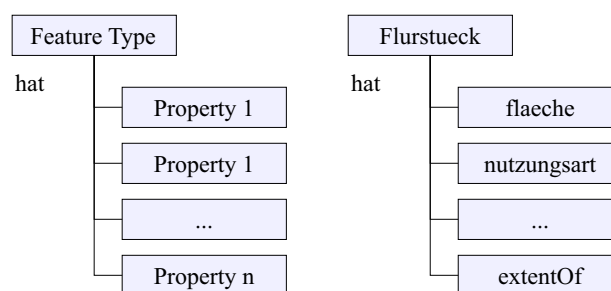 Feature Type
hat
Property 1
Property 1
...
Property n
Flurstueck
hat
flaeche
nutzungsart
...
extentOf